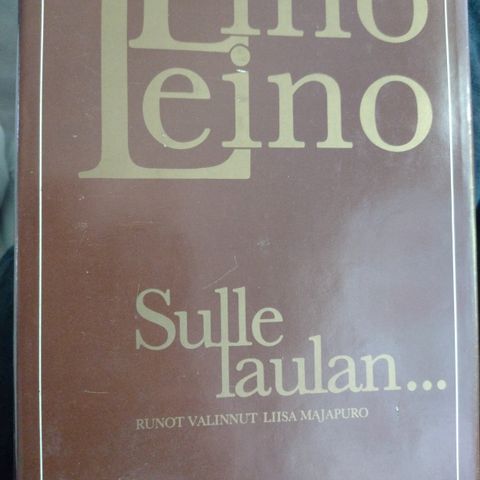 Eino
Leino
Sulle
laulan...
RUNOT VALINNUT LIISA MAJAPURO